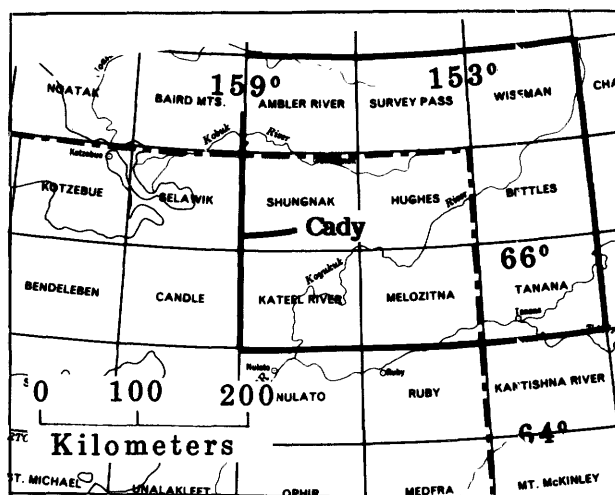 NOATAK
159°
BAIRD MTS.
AMBLER RIVER
153°
SURVEY PASS
WISEMAN
CHA
Kotzebue
Kobuk River
KOTZEBUE
SELAWIK
SHUNGNAK
HUGHES
River
BETTLES
Cady
66°
BENDELEBEN
CANDLE
Koyukuk
KATEEL RIVER
MELOZITNA
TANANA
Tanana
0 100 200
Kilometers
Nulato
NULATO
Ruby
RUBY
KANTISHNA RIVER
64°
ST. MICHAEL
UNALAKLEET
OPHIR
MEDFRA
MT. McKINLEY